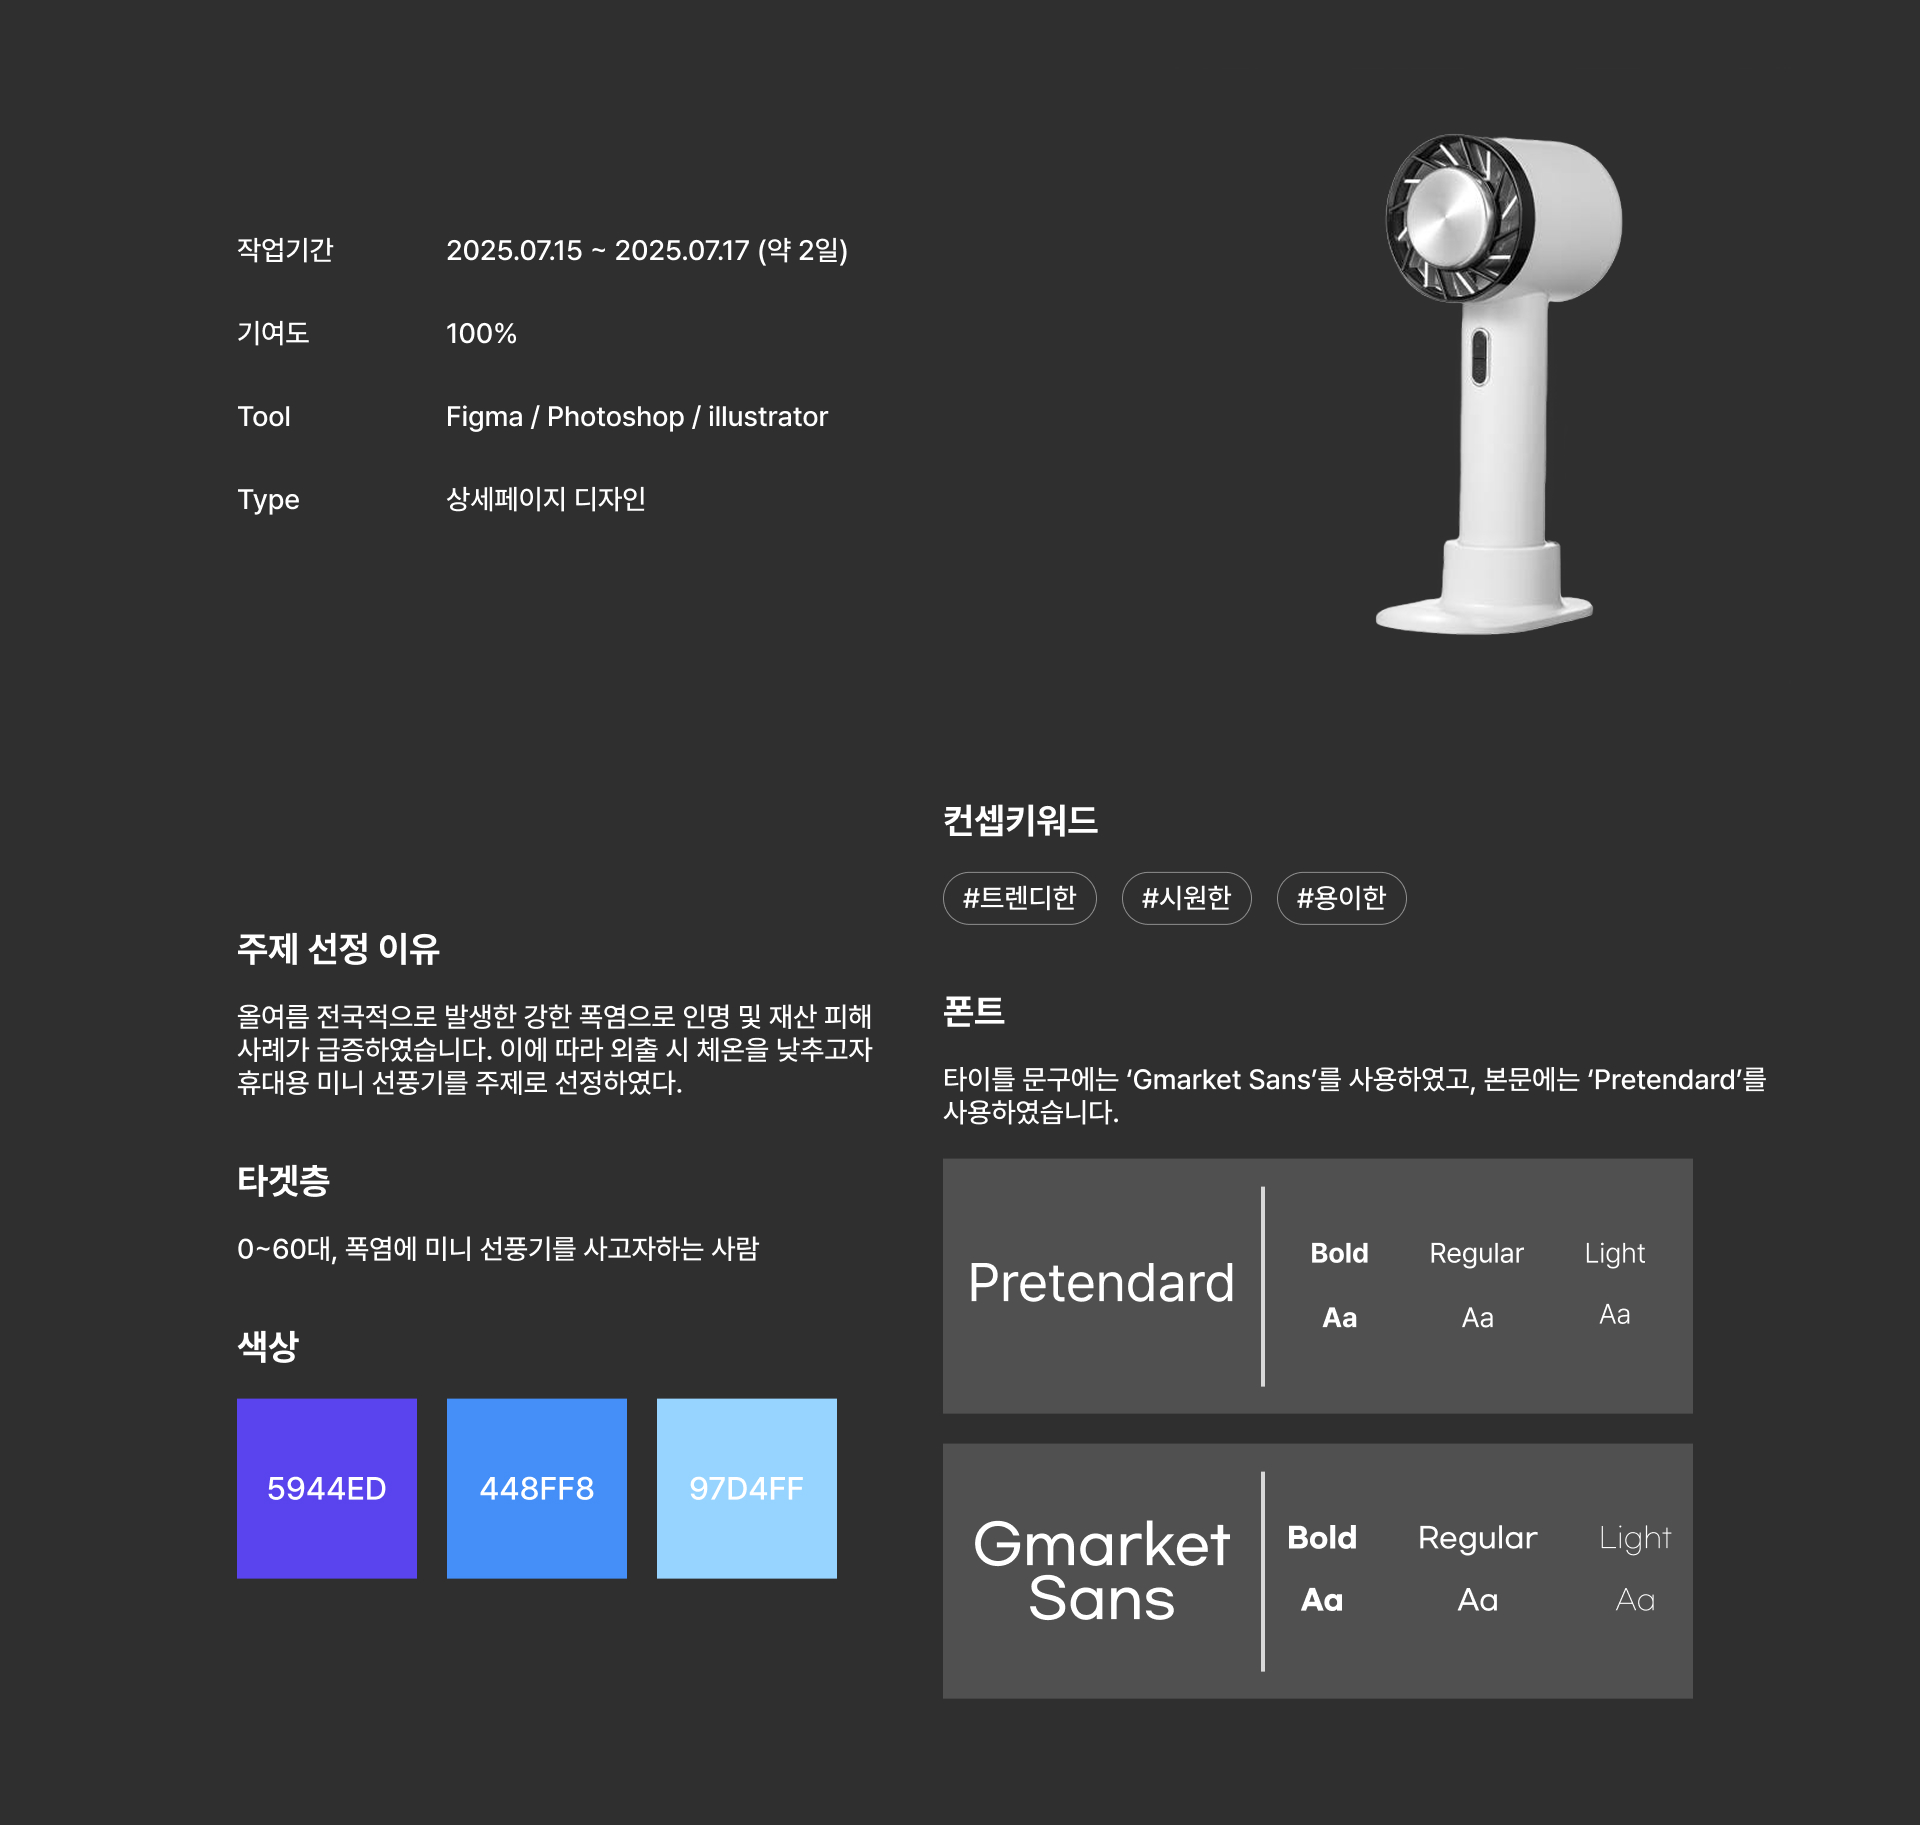 작업기간 2025.07.15 ~ 2025.07.17 (약 2일)
기여도 100%
Tool Figma / Photoshop / illustrator
Type 상세페이지 디자인
주제 선정 이유
올여름 전국적으로 발생한 강한 폭염으로 인명 및 재산 피해
사례가 급증하였습니다. 이에 따라 외출 시 체온을 낮추고자
휴대용 미니 선풍기를 주제로 선정하였다.
타겟층
0~60대, 폭염에 미니 선풍기를 사고자하는 사람
색상
5944ED 448FF8 97D4FF
컨셉키워드
#트렌디한 #시원한 #용이한
폰트
타이틀 문구에는 ‘Gmarket Sans’를 사용하였고, 본문에는 ‘Pretendard’를
사용하였습니다.
Pretendard
Bold Regular Light
Aa Aa Aa
Gmarket
Sans
Bold Regular Light
Aa Aa Aa